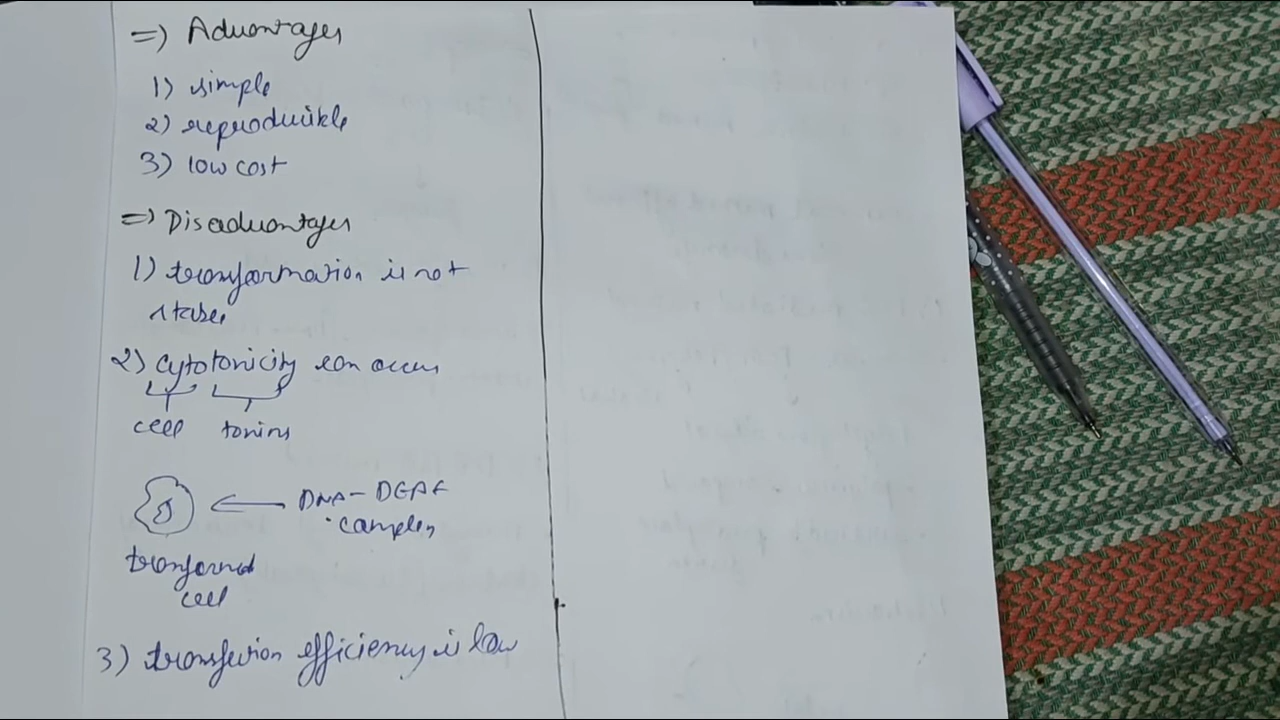 =) Advantages
1) simple
2) reproducible
3) low cost
=) Disadvantages
1) transformation is not
stable
2) cytotoxicity can occur
cell toxins
DNA - DEAE
complex
transformed
cell
3) transfection efficiency is low